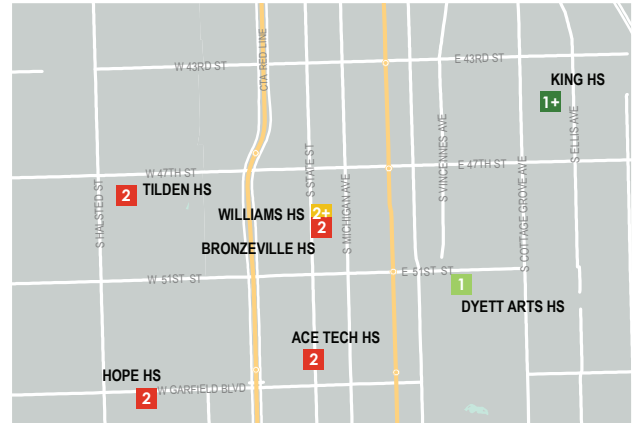 W 43RD ST
CTA RED LINE
E 43RD ST
KING HS
1+
S ELLIS AVE
W 47TH ST
E 47TH ST
2
TILDEN HS
S HALSTED ST
S STATE ST
S MICHIGAN AVE
S VINCENNES AVE
S COTTAGE GROVE AVE
WILLIAMS HS
2+
2
BRONZEVILLE HS
W 51ST ST
E 51ST ST
1
DYETT ARTS HS
ACE TECH HS
2
HOPE HS
2
W GARFIELD BLVD